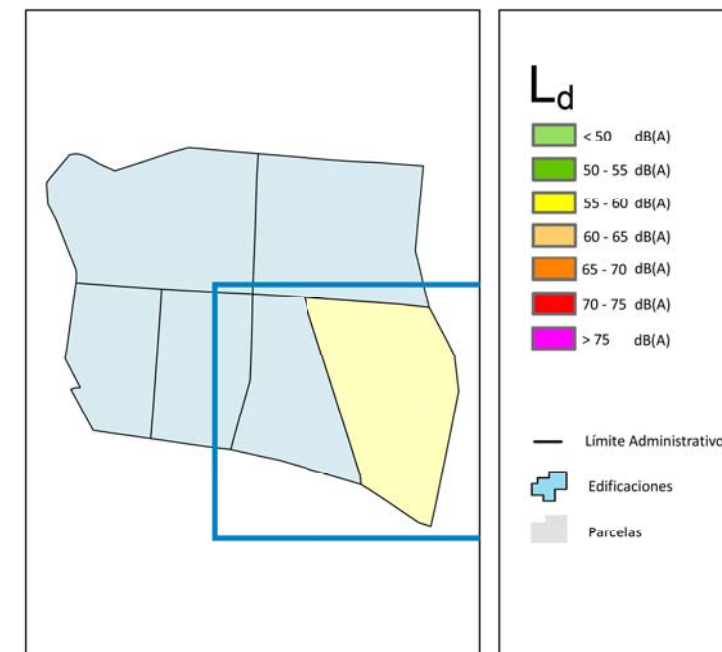 Ld
< 50 dB(A)
50 - 55 dB(A)
55 - 60 dB(A)
60 - 65 dB(A)
65 - 70 dB(A)
70 - 75 dB(A)
> 75 dB(A)
Límite Administrativo
Edificaciones
Parcelas